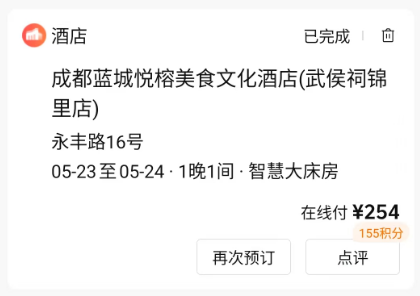 酒店
已完成
成都蓝城悦榕美食文化酒店(武侯祠锦
里店)
永丰路16号
05-23至05-24 · 1晚1间 · 智慧大床房
在线付 ¥254
155积分
再次预订
点评